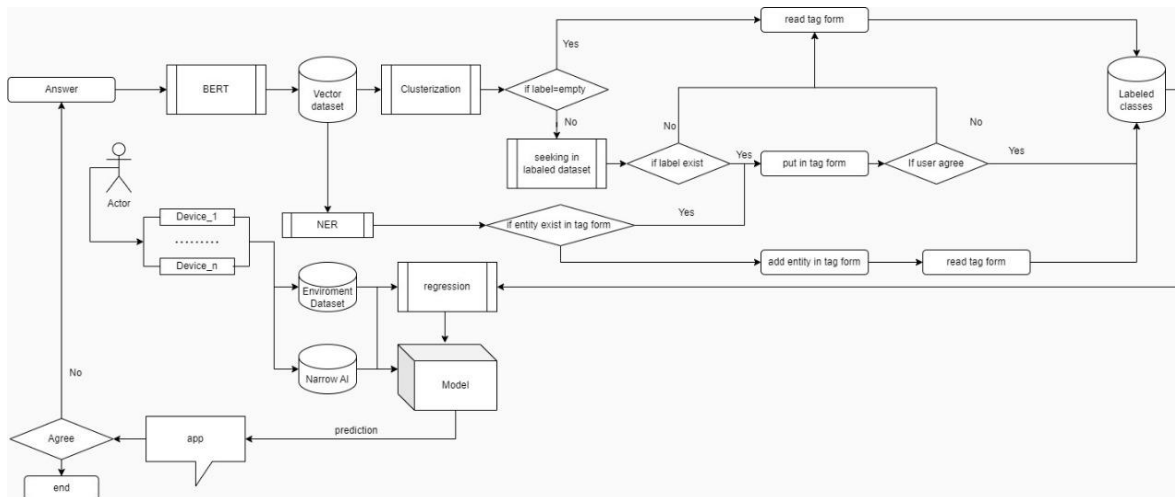 read tag form
Yes
Answer
BERT
Vector
dataset
Clusterization
if label=empty
Labeled
classes
No
No
No
seeking in
labeled dataset
if label exist
Yes
put in tag form
If user agree
Yes
Actor
Device_1
.........
Device_n
NER
if entity exist in tag form
Yes
add entity in tag form
read tag form
Enviroment
Dataset
regression
Narrow AI
Model
No
prediction
Agree
app
end